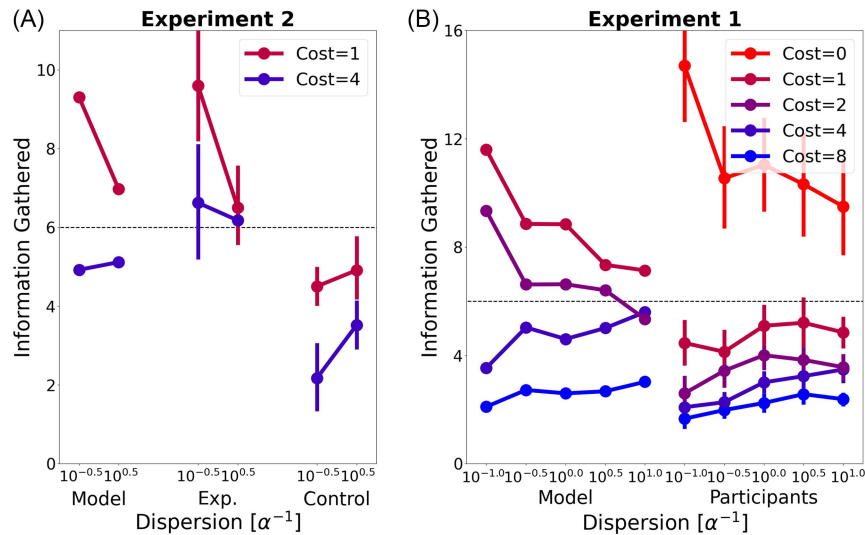 (A) Experiment 2
Information Gathered
10
8
6
4
2
0
Cost=1
Cost=4
10^−0.5 10^0.5 10^−0.5 10^0.5 10^−0.5 10^0.5
Model Exp. Control
Dispersion [α^−1]
(B) Experiment 1
Information Gathered
16
12
8
4
0
Cost=0
Cost=1
Cost=2
Cost=4
Cost=8
10^−1.0 10^−0.5 10^0.0 10^0.5 10^1.0 10^−1.0 10^−0.5 10^0.0 10^0.5 10^1.0
Model Participants
Dispersion [α^−1]